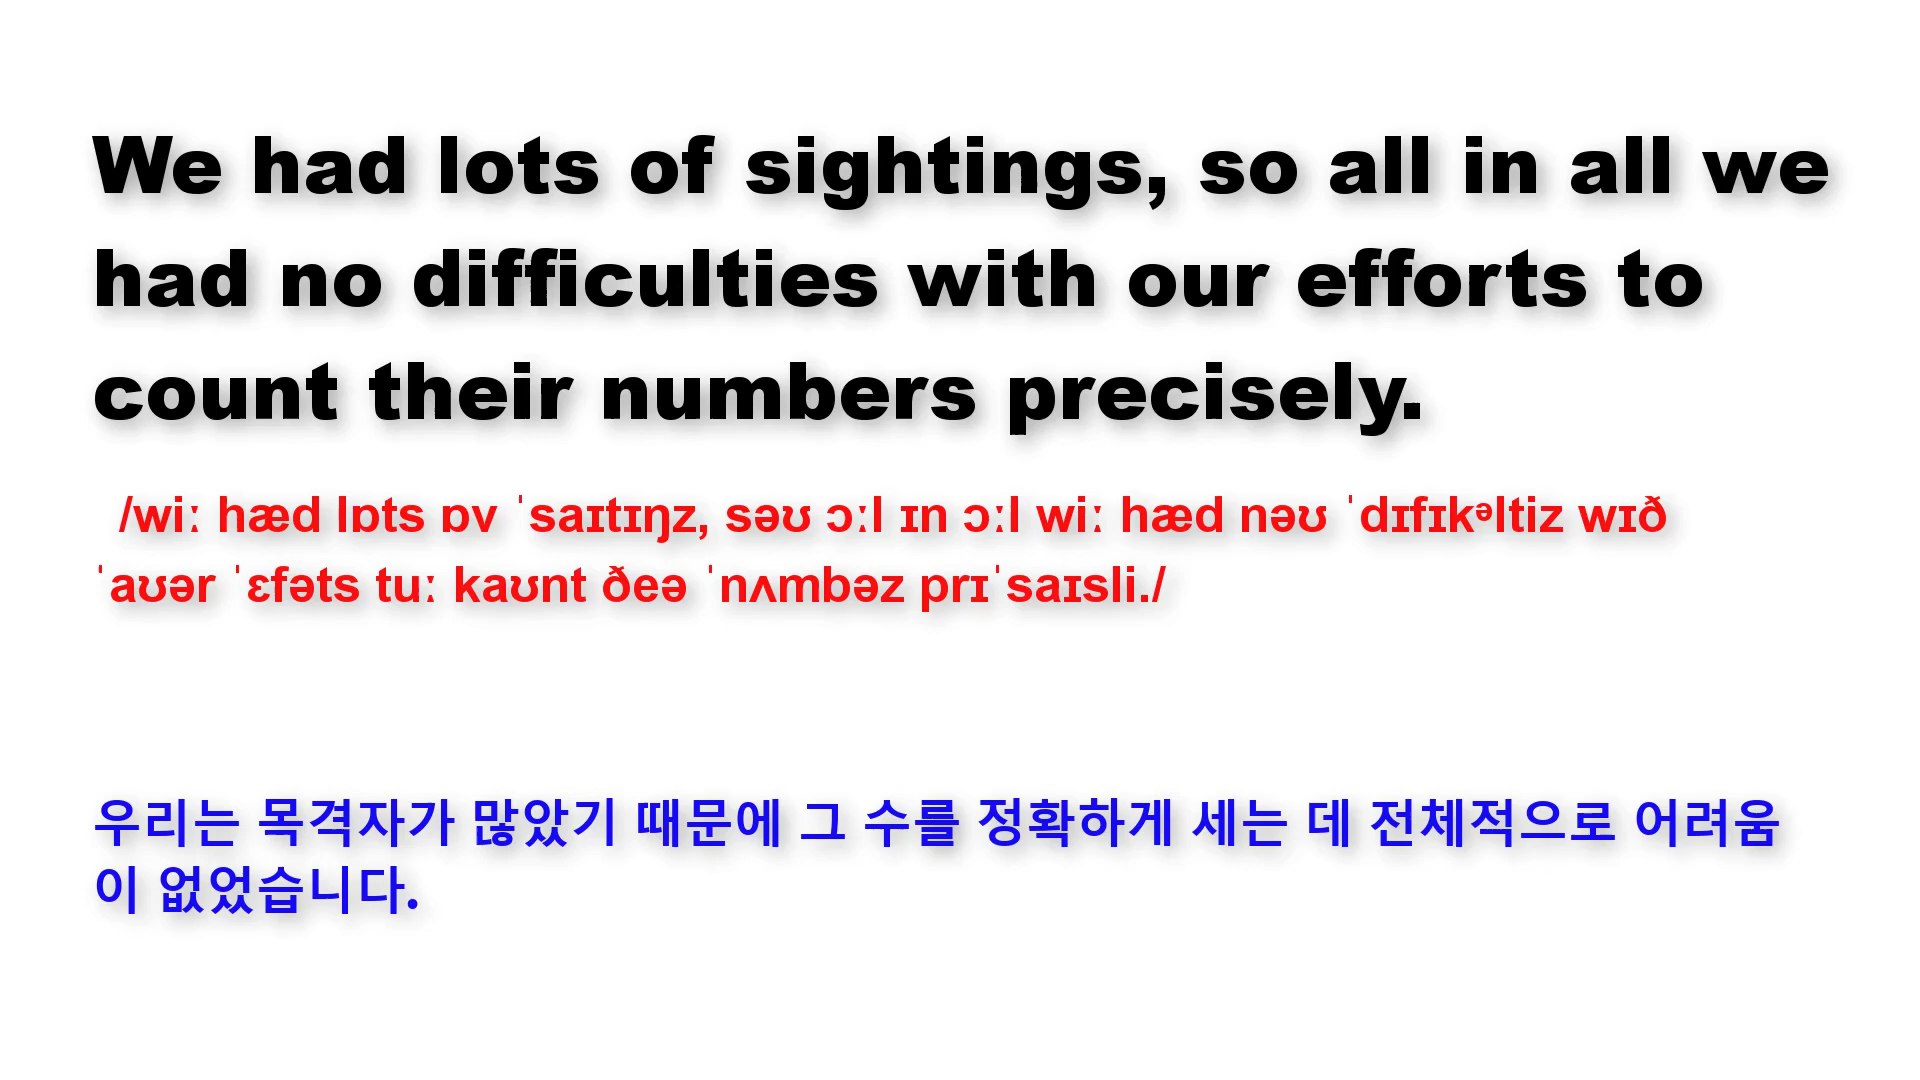 We had lots of sightings, so all in all we
had no difficulties with our efforts to
count their numbers precisely.
/wiː hæd lɒts ɒv ˈsaɪtɪŋz, səʊ ɔːl ɪn ɔːl wiː hæd nəʊ ˈdɪfɪkᵊltiz wɪð
ˈaʊər ˈɛfəts tuː kaʊnt ðeə ˈnʌmbəz prɪˈsaɪsli./
우리는 목격자가 많았기 때문에 그 수를 정확하게 세는 데 전체적으로 어려움
이 없었습니다.